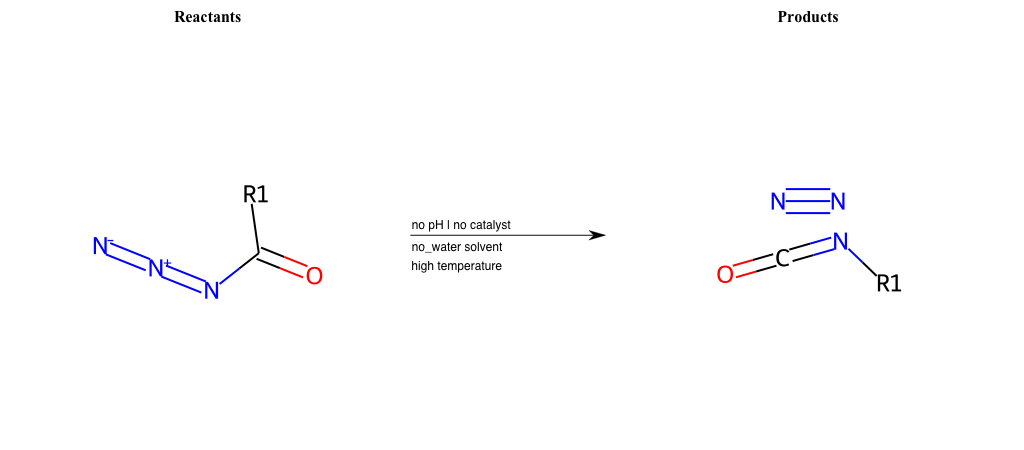 Reactants
Products
R1
N-
N+
N
O
no pH | no catalyst
no_water solvent
high temperature
N N
N
C
O
R1